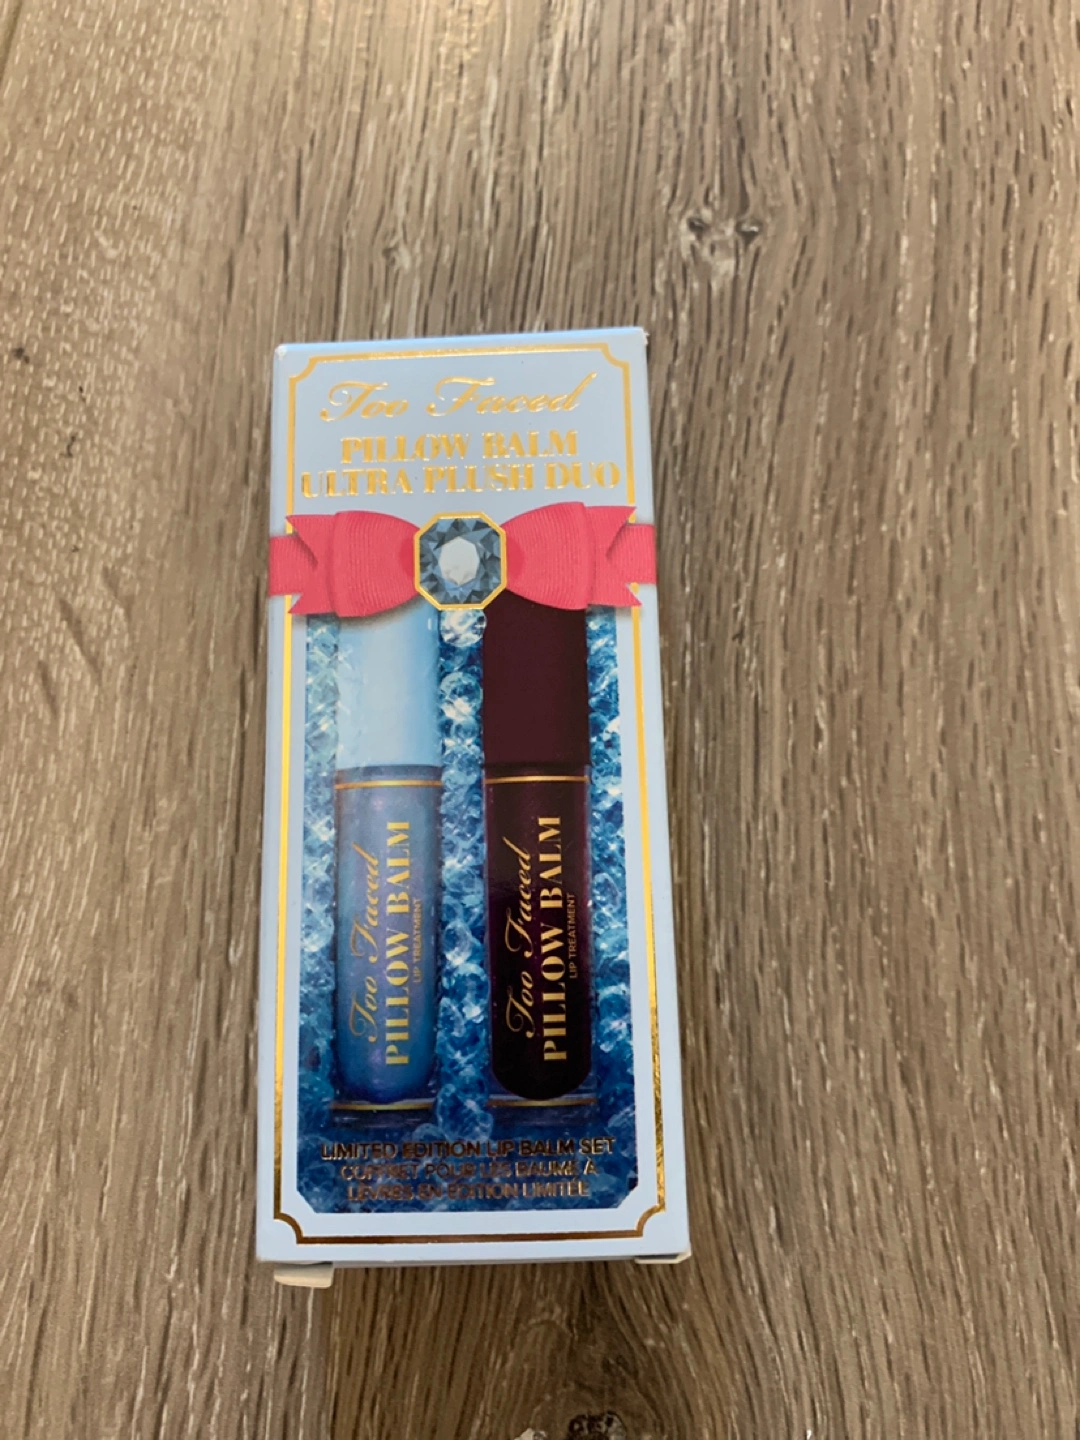 Too Faced
PILLOW BALM
ULTRA PLUSH DUO
Too Faced
PILLOW BALM
LIP TREATMENT
Too Faced
PILLOW BALM
LIP TREATMENT
LIMITED EDITION LIP BALM SET
COFFRET POUR LES BAUME À
LÈVRES EN ÉDITION LIMITÉE